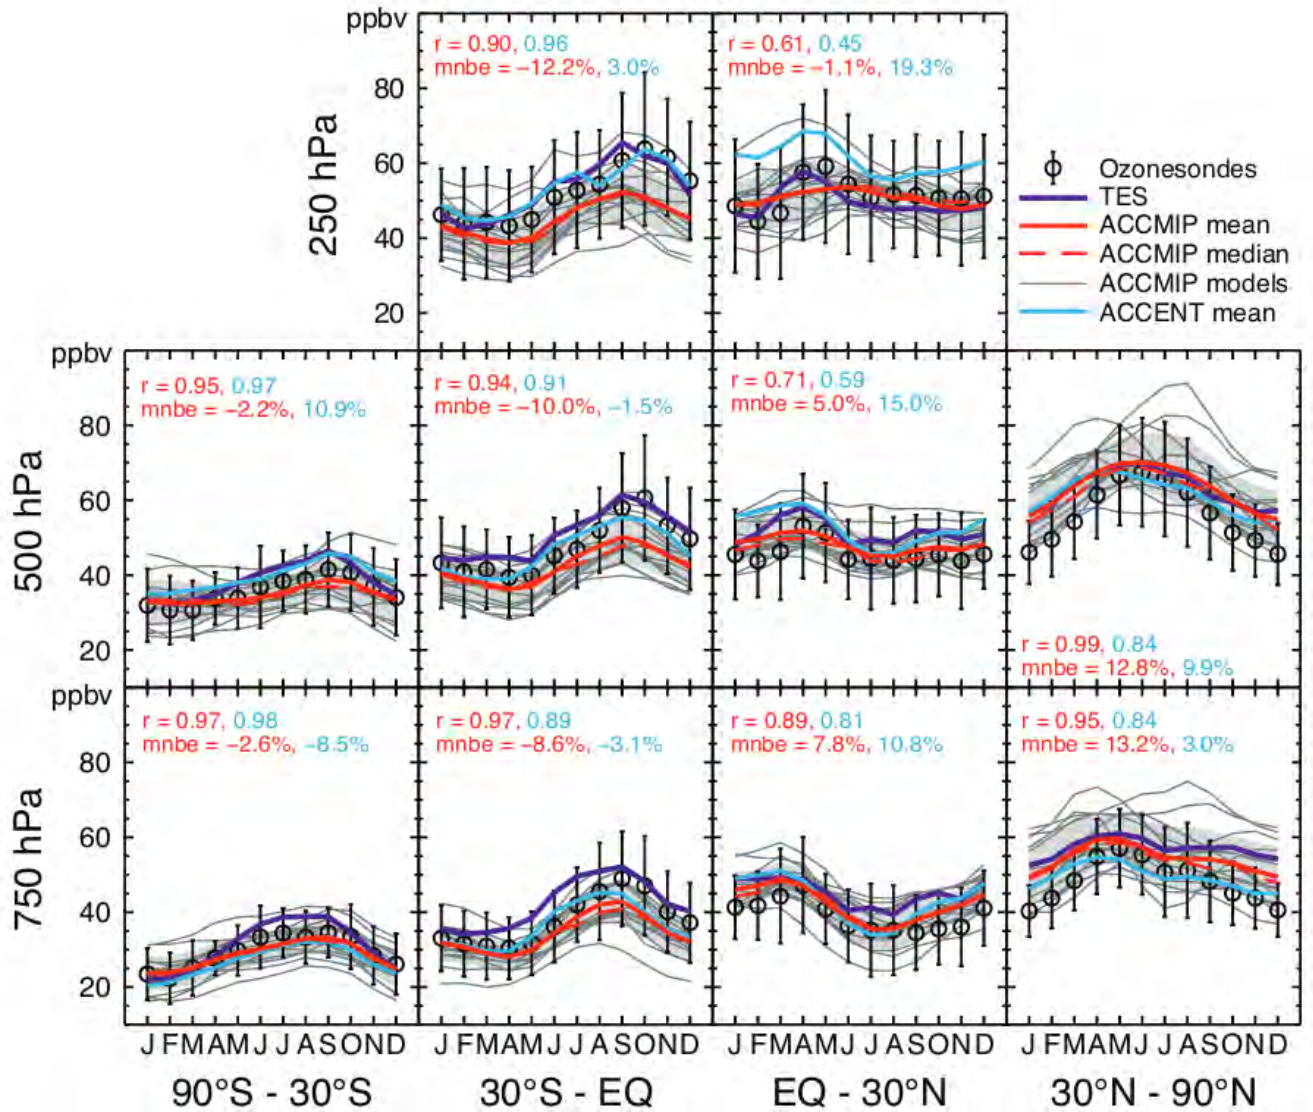 ppbv
r = 0.90, 0.96
mnbe = −12.2%, 3.0%
r = 0.61, 0.45
mnbe = −1.1%, 19.3%
80
60
40
20
250 hPa
Ozonesondes
TES
ACCMIP mean
ACCMIP median
ACCMIP models
ACCENT mean
ppbv
r = 0.95, 0.97
mnbe = −2.2%, 10.9%
r = 0.94, 0.91
mnbe = −10.0%, −1.5%
r = 0.71, 0.59
mnbe = 5.0%, 15.0%
80
60
40
20
500 hPa
r = 0.99, 0.84
mnbe = 12.8%, 9.9%
ppbv
r = 0.97, 0.98
mnbe = −2.6%, −8.5%
r = 0.97, 0.89
mnbe = −8.6%, −3.1%
r = 0.89, 0.81
mnbe = 7.8%, 10.8%
r = 0.95, 0.84
mnbe = 13.2%, 3.0%
80
60
40
20
750 hPa
J FMAMJ J ASOND J FMAMJ J ASOND J FMAMJ J ASOND J FMAMJ J ASOND
90°S - 30°S 30°S - EQ EQ - 30°N 30°N - 90°N